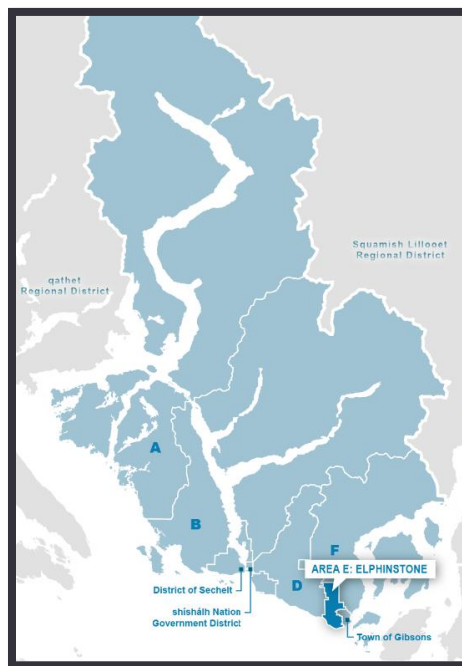 Squamish Lillooet
Regional District
qathet
Regional District
A
B
F
AREA E: ELPHINSTONE
D
District of Sechelt
shíshálh Nation
Government District
Town of Gibsons